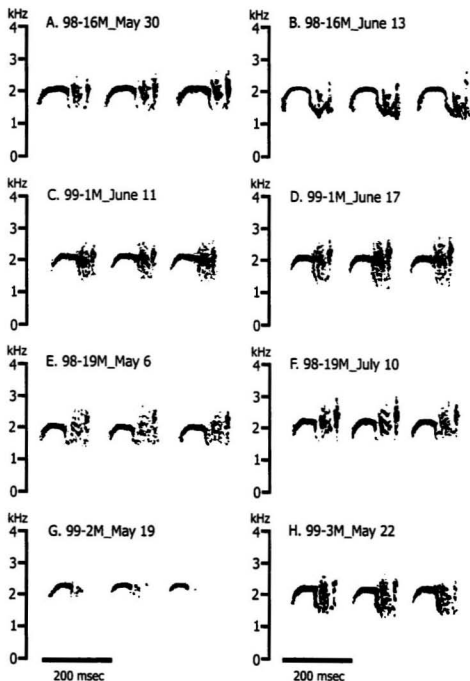 kHz
4
3
2
1
0
A. 98-16M_May 30
4
3
2
1
0
B. 98-16M_June 13
kHz
4
3
2
1
0
C. 99-1M_June 11
kHz
4
3
2
1
0
D. 99-1M_June 17
kHz
4
3
2
1
0
E. 98-19M_May 6
kHz
4
3
2
1
0
F. 98-19M_July 10
kHz
4
3
2
1
0
G. 99-2M_May 19
200 msec
kHz
4
3
2
1
0
H. 99-3M_May 22
200 msec